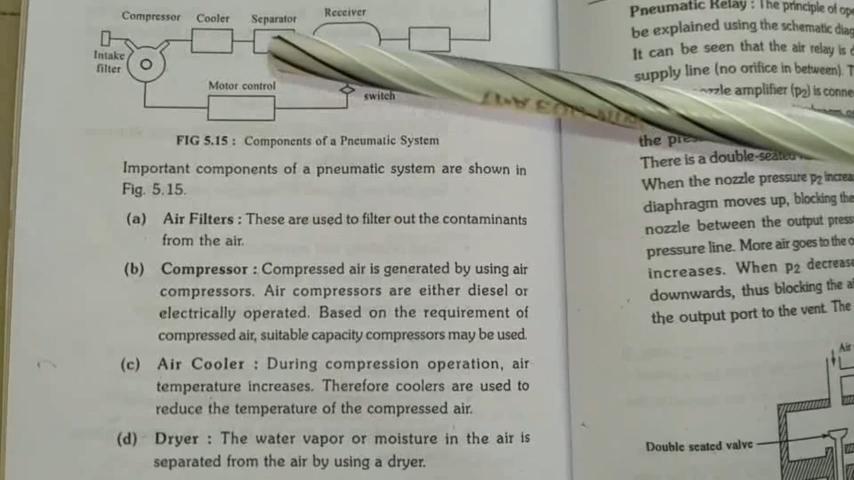 Compressor Cooler Separator Receiver
Intake
filter
Motor control
switch
FIG 5.15 : Components of a Pneumatic System
Important components of a pneumatic system are shown in
Fig. 5.15.
(a) Air Filters : These are used to filter out the contaminants
from the air.
(b) Compressor : Compressed air is generated by using air
compressors. Air compressors are either diesel or
electrically operated. Based on the requirement of
compressed air, suitable capacity compressors may be used.
(c) Air Cooler : During compression operation, air
temperature increases. Therefore coolers are used to
reduce the temperature of the compressed air.
(d) Dryer : The water vapor or moisture in the air is
separated from the air by using a dryer.
Pneumatic Relay : The principle of
be explained using the schematic
It can be seen that the air relay is
supply line (no orifice in between).
amplifier (p2) is
the
There is a double-seated
When the nozzle pressure p2
diaphragm moves up, blocking the
nozzle between the output
pressure line. More air goes to the
increases. When p2
downwards, thus blocking the
the output port to the vent. The
Air
Double seated valve